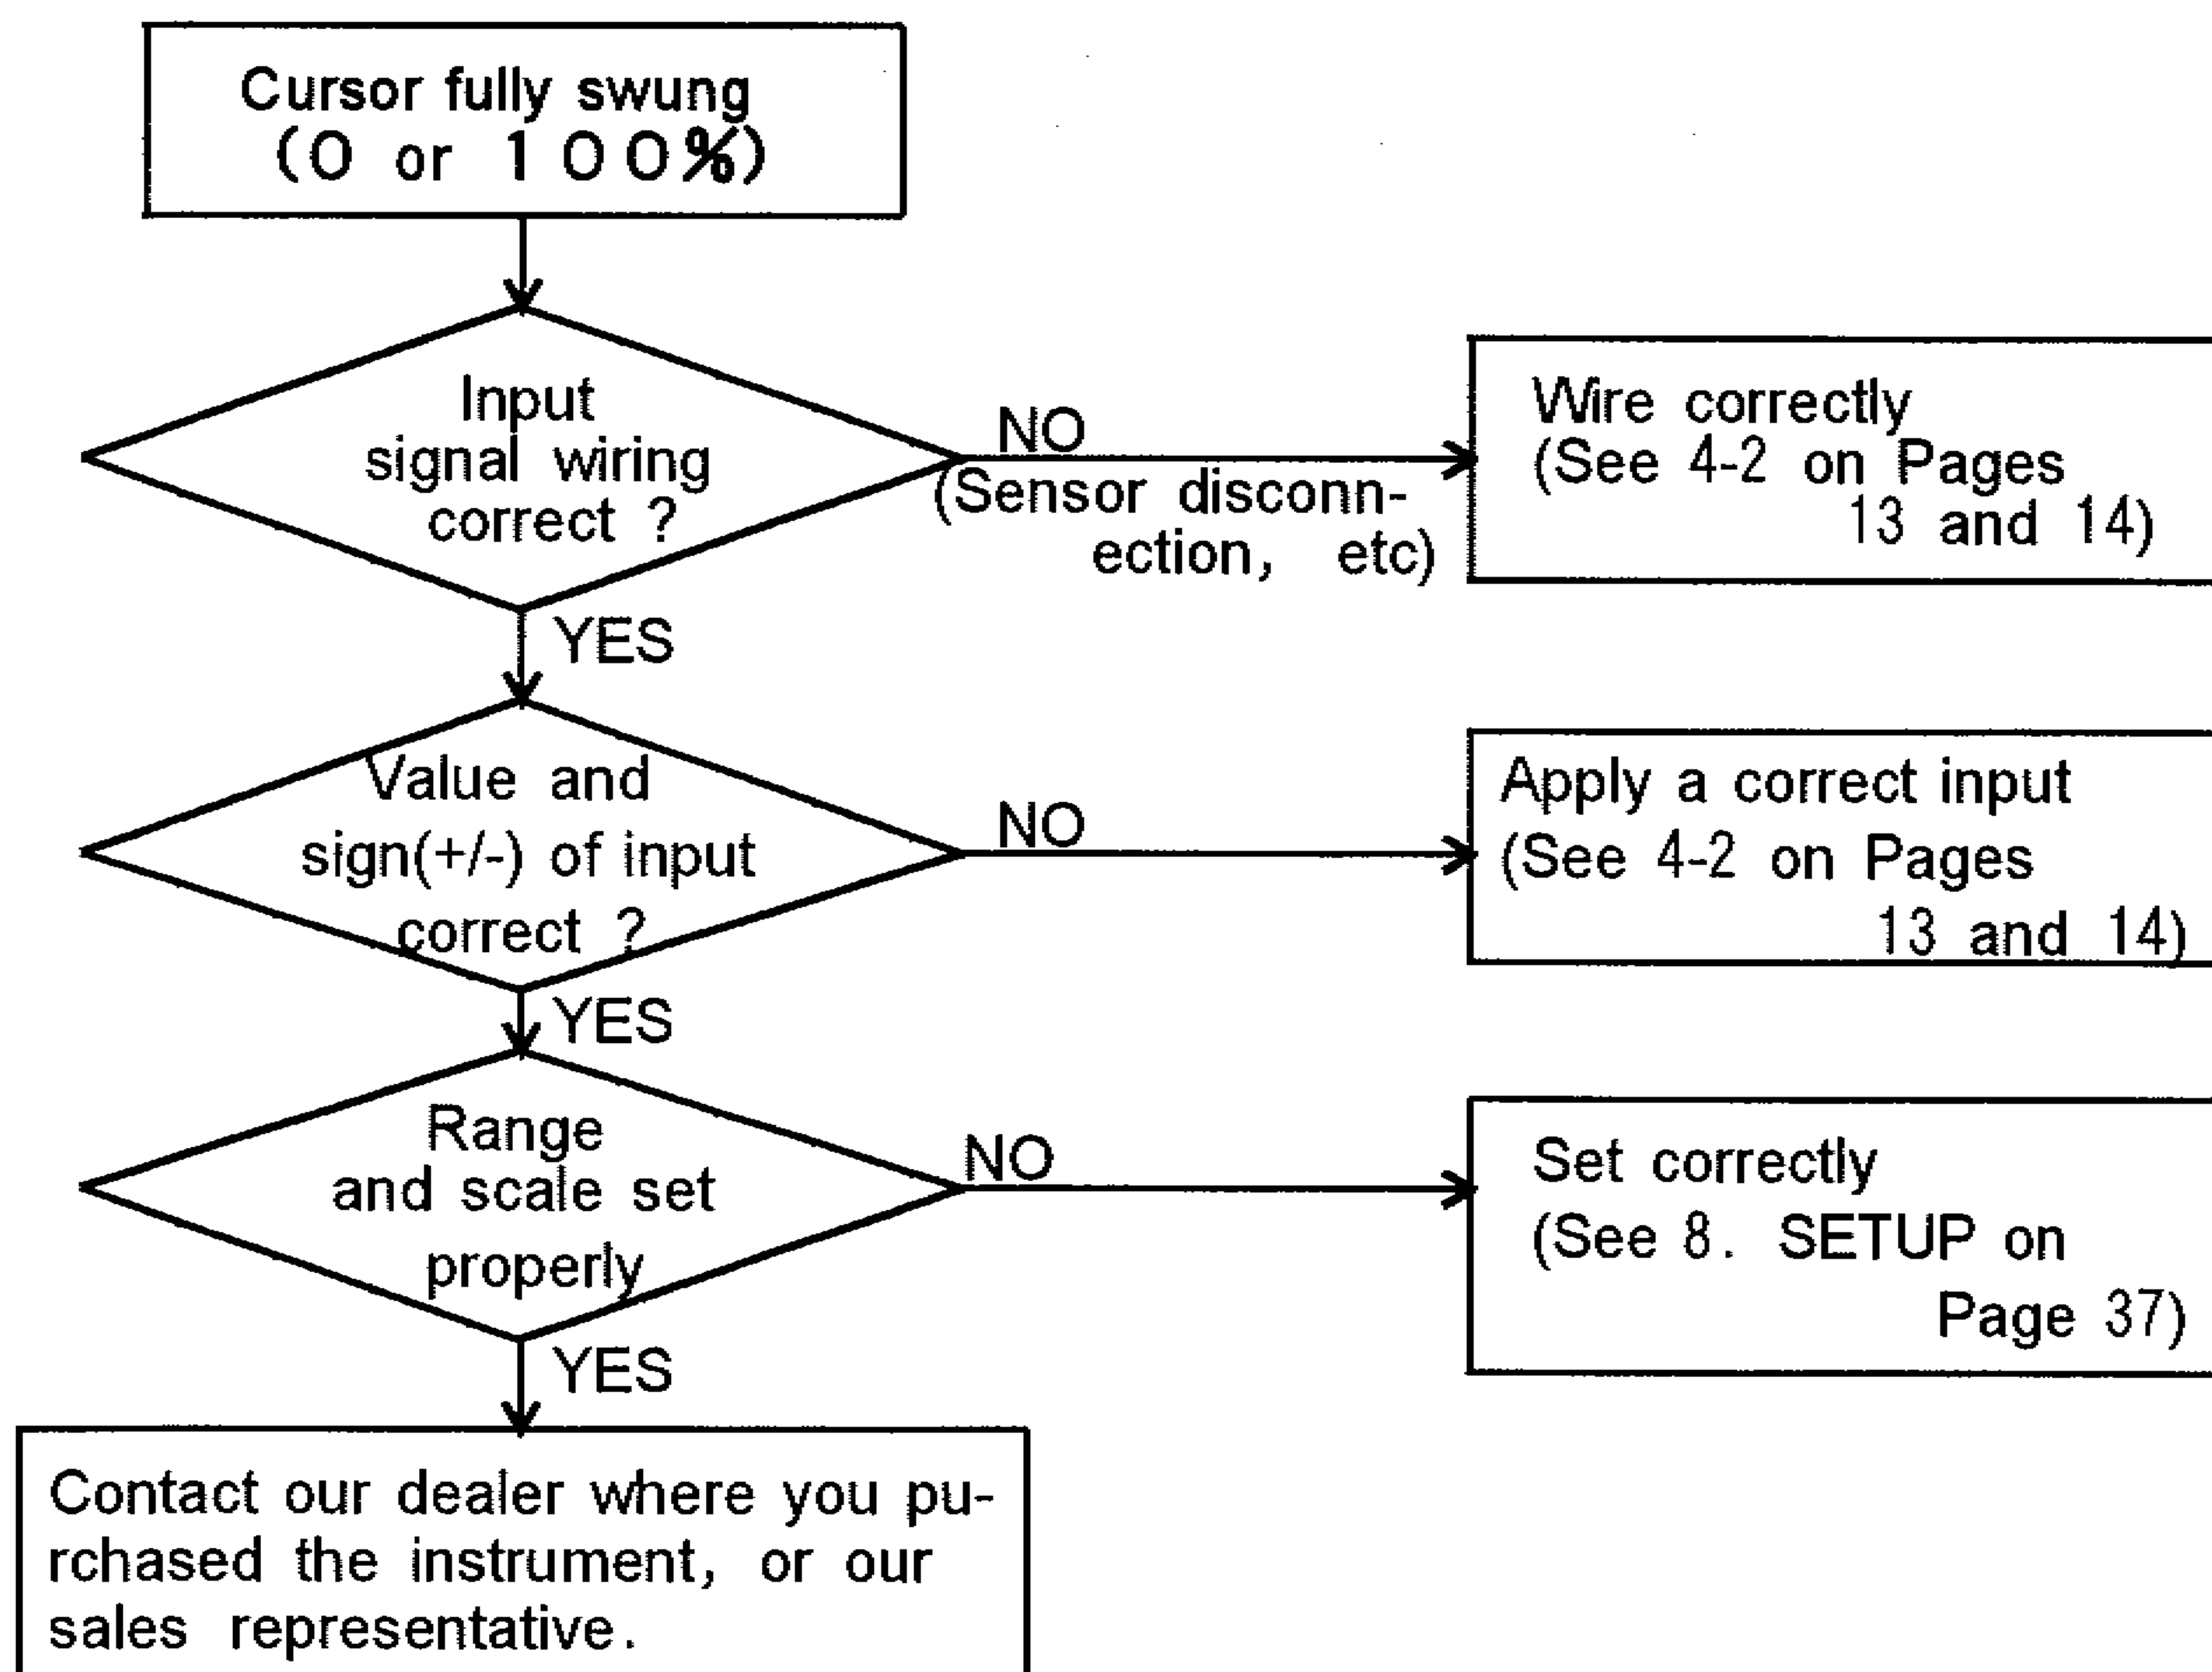 Cursor fully swung
(0 or 100%)
Input
signal wiring
correct ?
NO
(Sensor disconn-
ection, etc)
Wire correctly
(See 4-2 on Pages
13 and 14)
YES
Value and
sign(+/-) of input
correct ?
NO
Apply a correct input
(See 4-2 on Pages
13 and 14)
YES
Range
and scale set
properly
NO
Set correctly
(See 8. SETUP on
Page 37)
YES
Contact our dealer where you pu-
rchased the instrument, or our
sales representative.